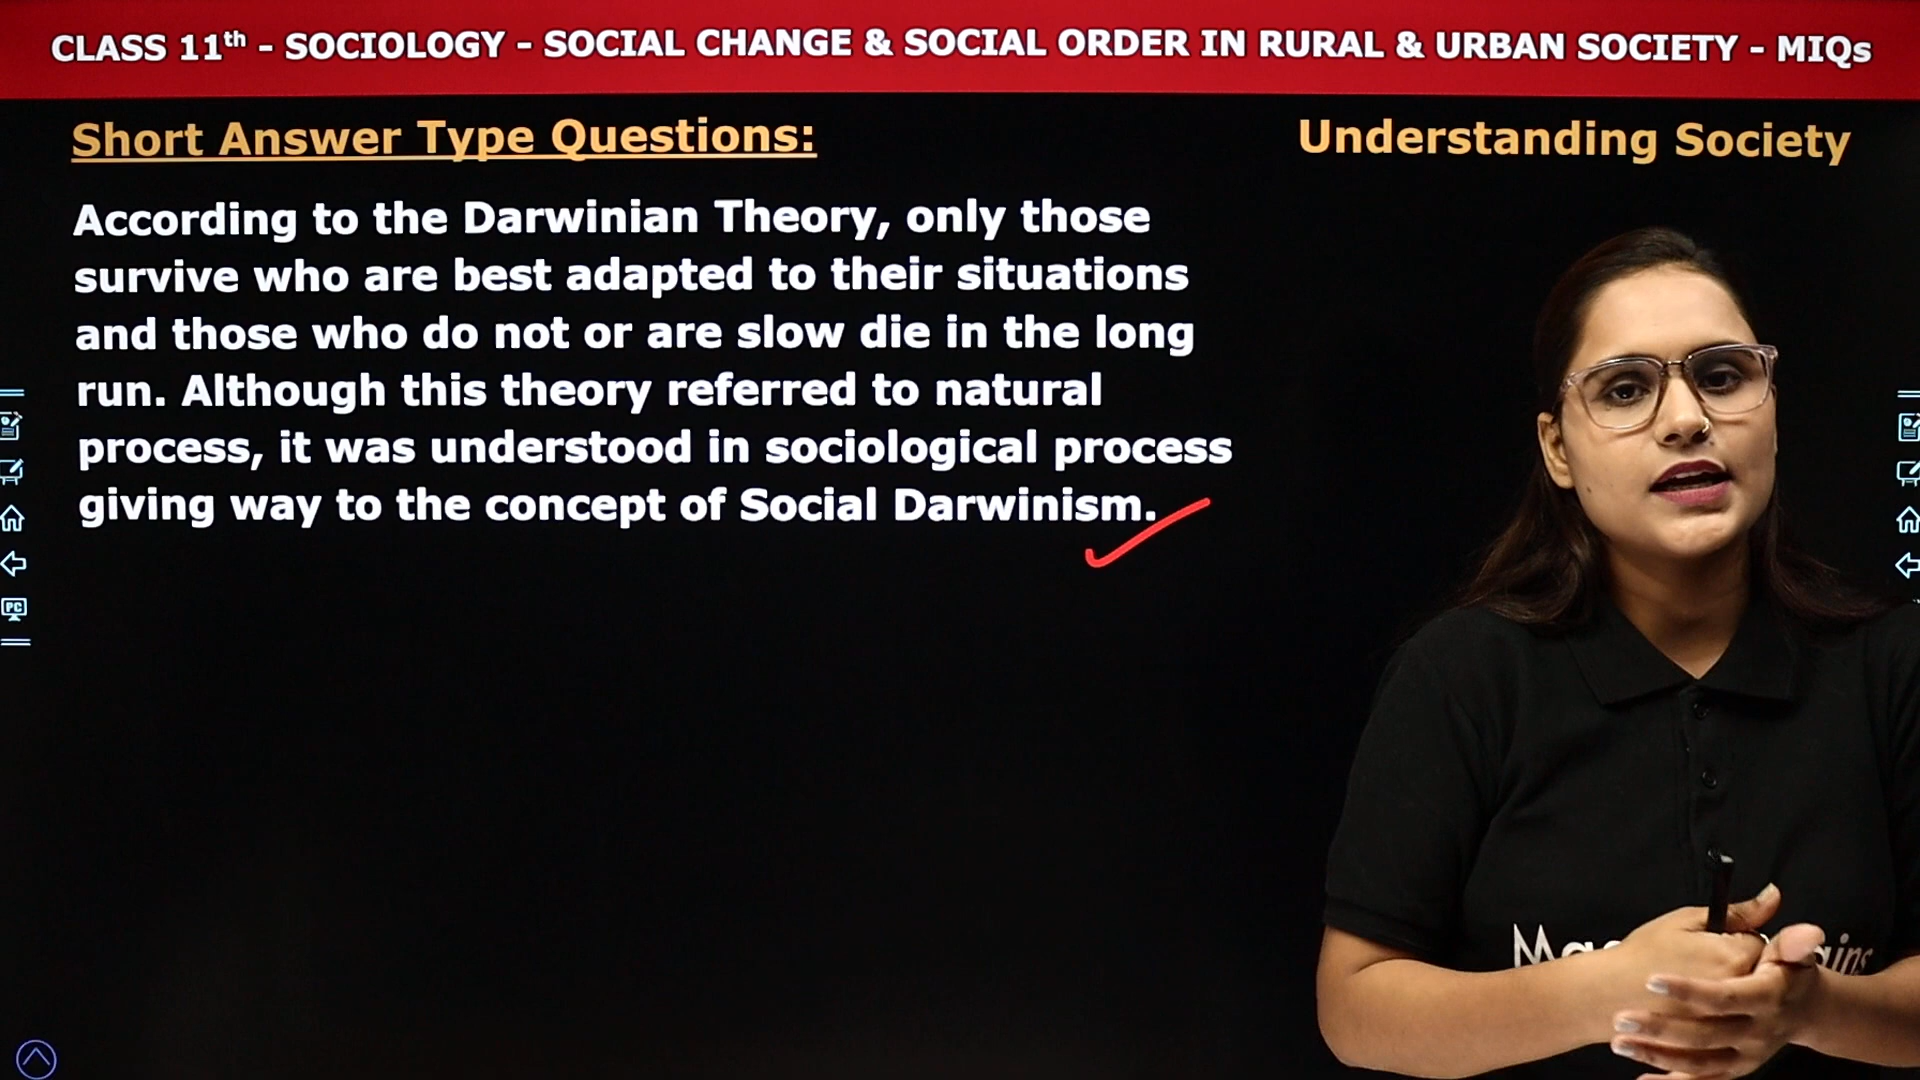 CLASS 11th - SOCIOLOGY - SOCIAL CHANGE & SOCIAL ORDER IN RURAL & URBAN SOCIETY - MIQs
Short Answer Type Questions:
Understanding Society
According to the Darwinian Theory, only those
survive who are best adapted to their situations
and those who do not or are slow die in the long
run. Although this theory referred to natural
process, it was understood in sociological process
giving way to the concept of Social Darwinism.
PC